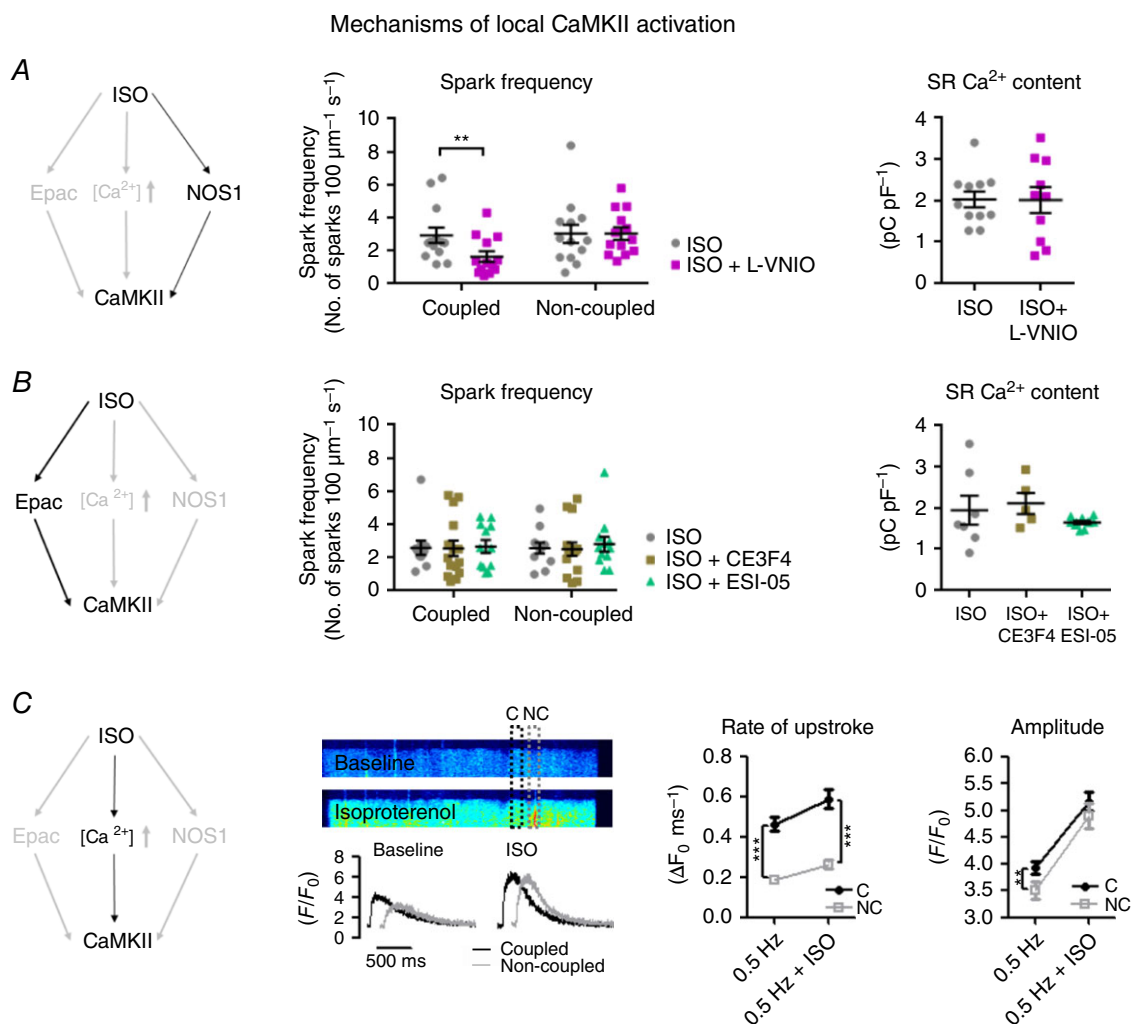 Mechanisms of local CaMKII activation
A
ISO
Epac
[Ca2+]
NOS1
CaMKII
Spark frequency
Spark frequency
(No. of sparks 100 µm–1 s–1)
10
8
6
4
2
0
**
Coupled
Non-coupled
ISO
ISO + L-VNIO
SR Ca2+ content
(pC pF–1)
4
3
2
1
0
ISO
ISO+
L-VNIO
B
ISO
Epac
[Ca 2+]
NOS1
CaMKII
Spark frequency
Spark frequency
(No. of sparks 100 µm–1 s–1)
10
8
6
4
2
0
Coupled
Non-coupled
ISO
ISO + CE3F4
ISO + ESI-05
SR Ca2+ content
(pC pF–1)
4
3
2
1
0
ISO
ISO+
CE3F4
ISO+
ESI-05
C
ISO
Epac
[Ca 2+]
NOS1
CaMKII
C NC
Baseline
Isoproterenol
Baseline
ISO
(F/F0)
8
6
4
2
0
500 ms
Coupled
Non-coupled
Rate of upstroke
(ΔF0 ms–1)
0.8
0.6
0.4
0.2
0.0
***
***
C
NC
0.5 Hz
0.5 Hz + ISO
Amplitude
(F/F0)
6.0
5.5
5.0
4.5
4.0
3.5
3.0
**
C
NC
0.5 Hz
0.5 Hz + ISO